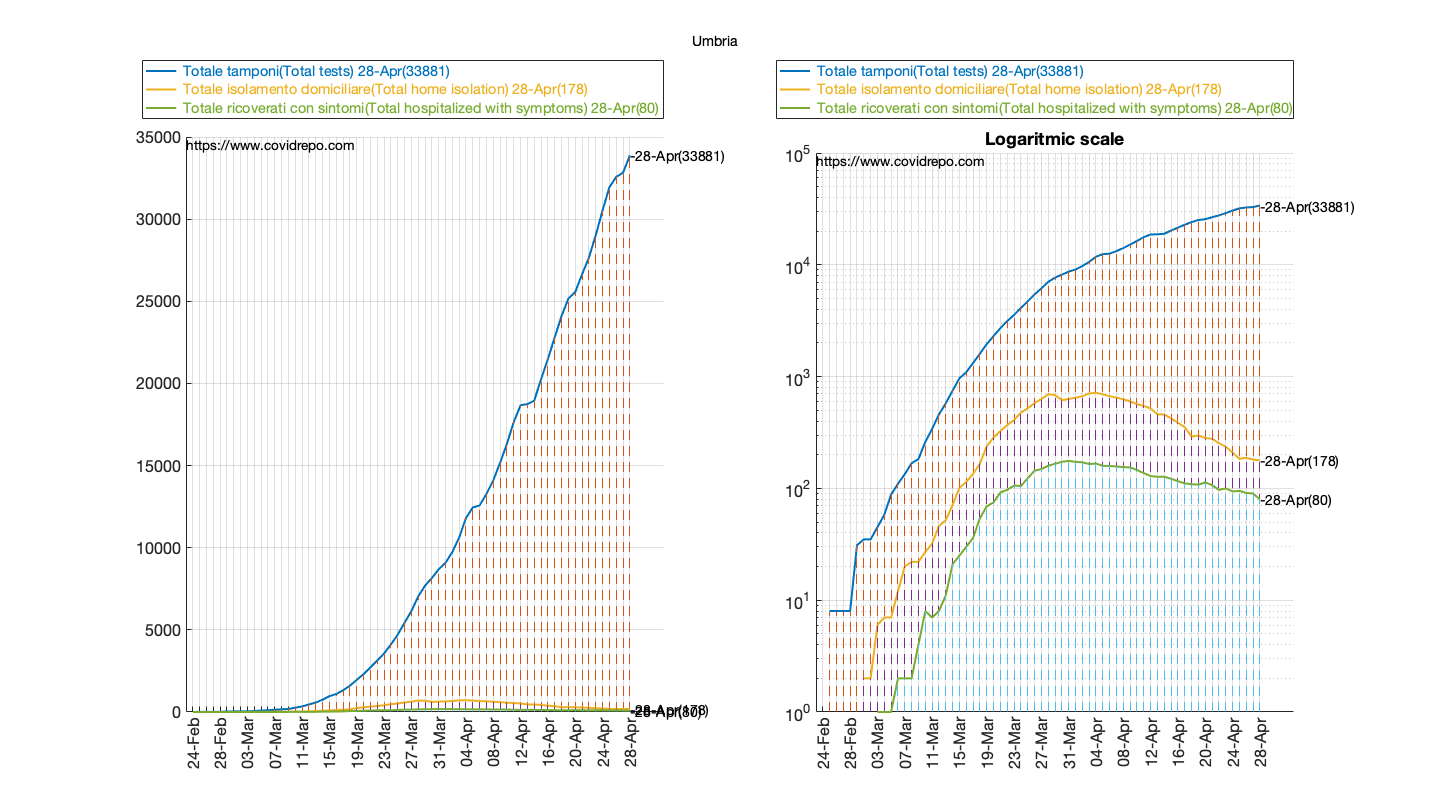 Umbria
Totale tamponi(Total tests) 28-Apr(33881)
Totale isolamento domiciliare(Total home isolation) 28-Apr(178)
Totale ricoverati con sintomi(Total hospitalized with symptoms) 28-Apr(80)
35000
30000
25000
20000
15000
10000
5000
0
https://www.covidrepo.com
-28-Apr(33881)
-28-Apr(178)
-28-Apr(80)
24-Feb
28-Feb
03-Mar
07-Mar
11-Mar
15-Mar
19-Mar
23-Mar
27-Mar
31-Mar
04-Apr
08-Apr
12-Apr
16-Apr
20-Apr
24-Apr
28-Apr
Totale tamponi(Total tests) 28-Apr(33881)
Totale isolamento domiciliare(Total home isolation) 28-Apr(178)
Totale ricoverati con sintomi(Total hospitalized with symptoms) 28-Apr(80)
Logaritmic scale
10^5
10^4
10^3
10^2
10^1
10^0
https://www.covidrepo.com
-28-Apr(33881)
-28-Apr(178)
-28-Apr(80)
24-Feb
28-Feb
03-Mar
07-Mar
11-Mar
15-Mar
19-Mar
23-Mar
27-Mar
31-Mar
04-Apr
08-Apr
12-Apr
16-Apr
20-Apr
24-Apr
28-Apr